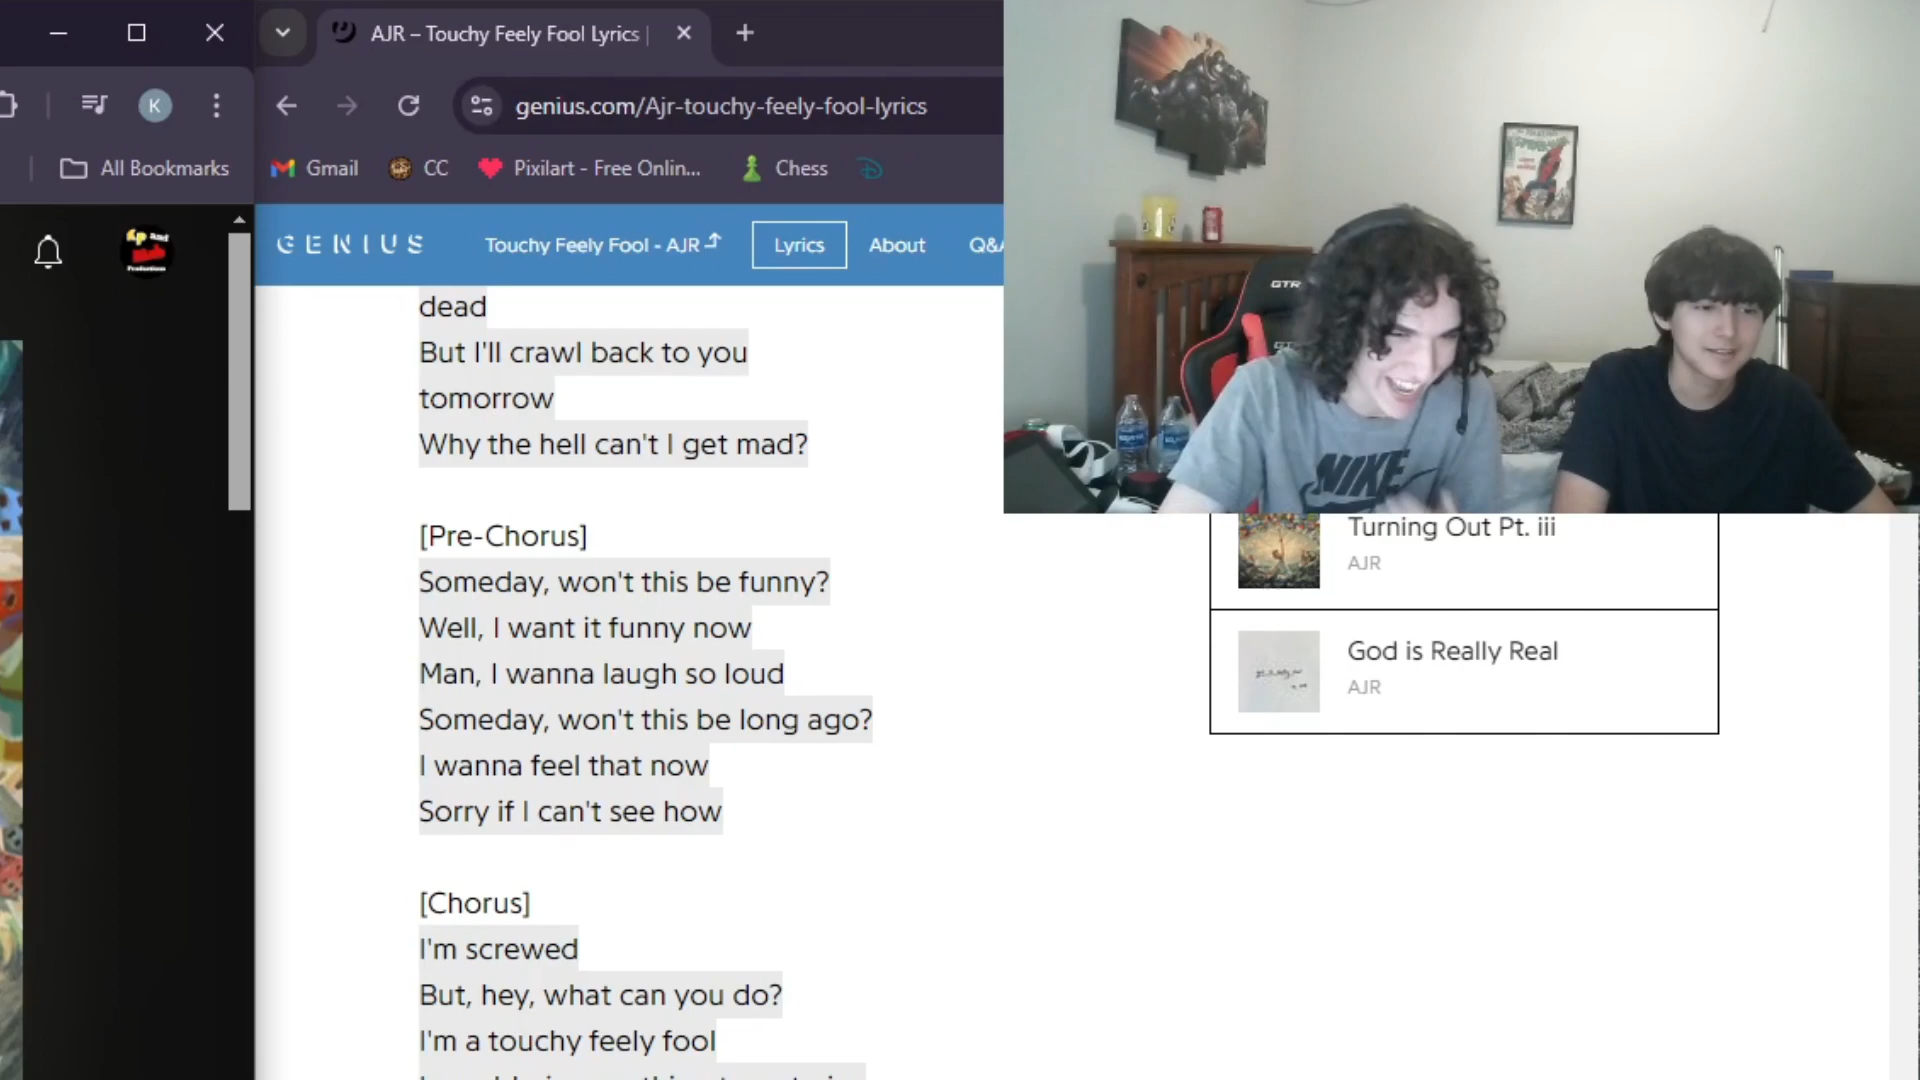 AJR – Touchy Feely Fool Lyrics |
K
genius.com/Ajr-touchy-feely-fool-lyrics
All Bookmarks
Gmail
CC
Pixilart - Free Onlin...
Chess
GENIUS
Touchy Feely Fool - AJR
Lyrics
About
Q&A
dead
But I'll crawl back to you
tomorrow
Why the hell can't I get mad?
[Pre-Chorus]
Someday, won't this be funny?
Well, I want it funny now
Man, I wanna laugh so loud
Someday, won't this be long ago?
I wanna feel that now
Sorry if I can't see how
[Chorus]
I'm screwed
But, hey, what can you do?
I'm a touchy feely fool
GTR
NIKE
Turning Out Pt. iii
AJR
God is Really Real
AJR